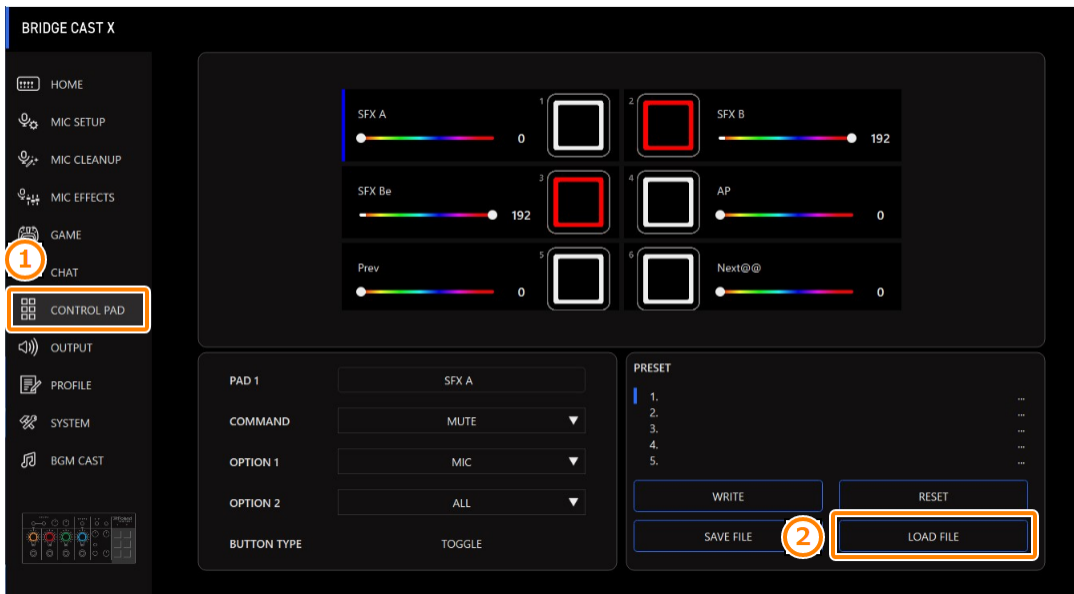 BRIDGE CAST X
HOME
MIC SETUP
MIC CLEANUP
MIC EFFECTS
GAME
1
CHAT
CONTROL PAD
OUTPUT
PROFILE
SYSTEM
BGM CAST
SFX A
0
1
2
SFX B
192
SFX Be
192
3
4
AP
0
Prev
0
5
6
Next@@
0
PAD 1 SFX A
COMMAND MUTE
OPTION 1 MIC
OPTION 2 ALL
BUTTON TYPE TOGGLE
PRESET
1. ...
2. ...
3. ...
4. ...
5. ...
WRITE RESET
SAVE FILE 2 LOAD FILE